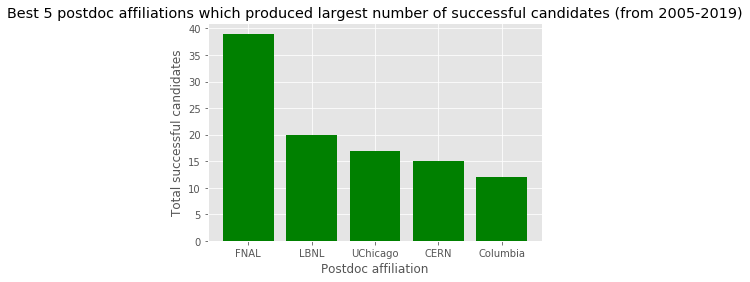 Best 5 postdoc affiliations which produced largest number of successful candidates (from 2005-2019)
40
35
30
25
20
15
10
5
0
Total successful candidates
FNAL LBNL UChicago CERN Columbia
Postdoc affiliation